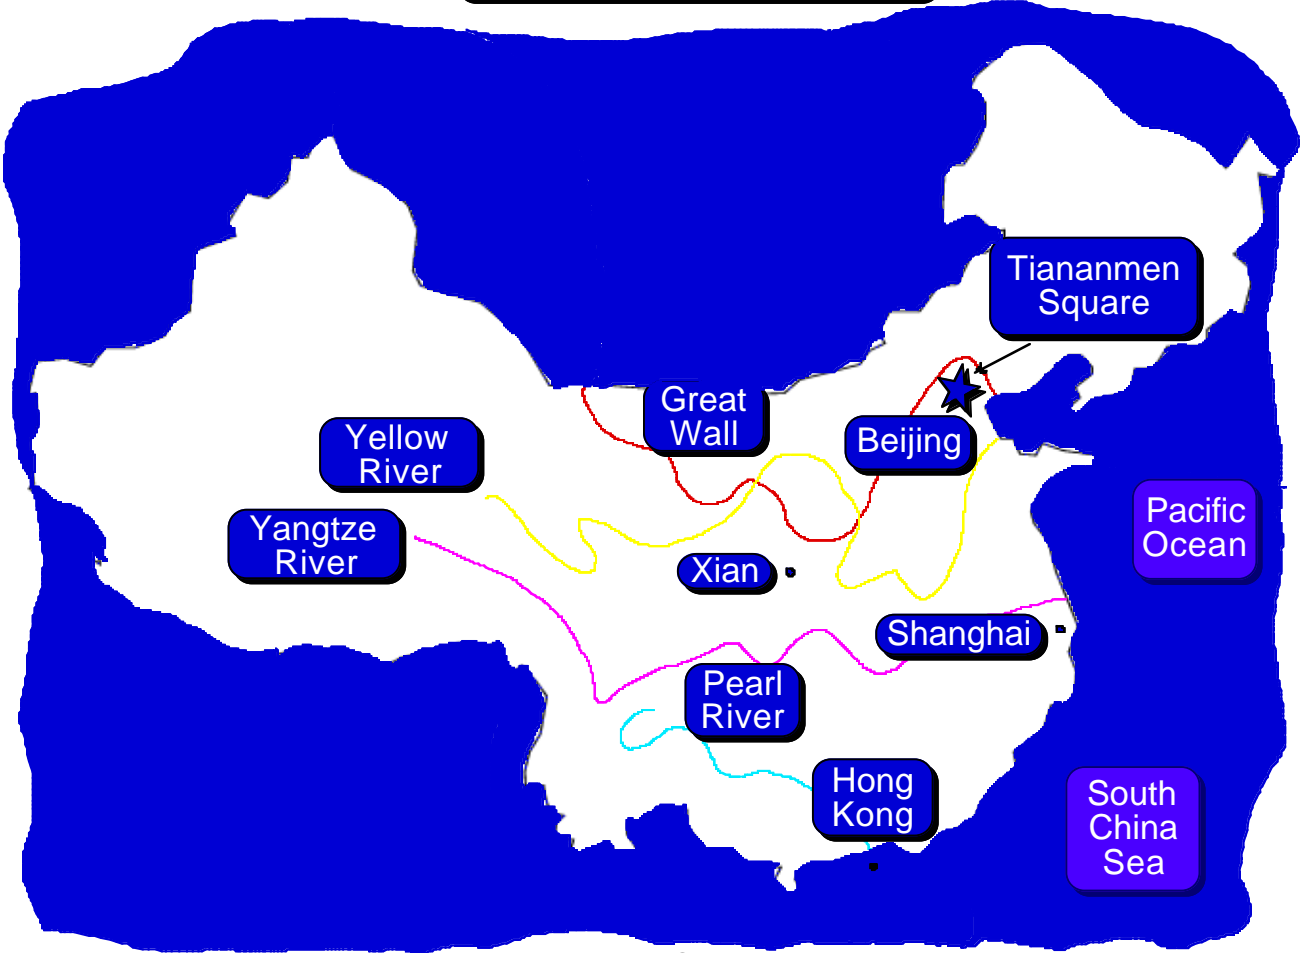 Tiananmen
Square
Great
Wall
Yellow
River
Beijing
Pacific
Ocean
Yangtze
River
Xian
Shanghai
Pearl
River
Hong
Kong
South
China
Sea